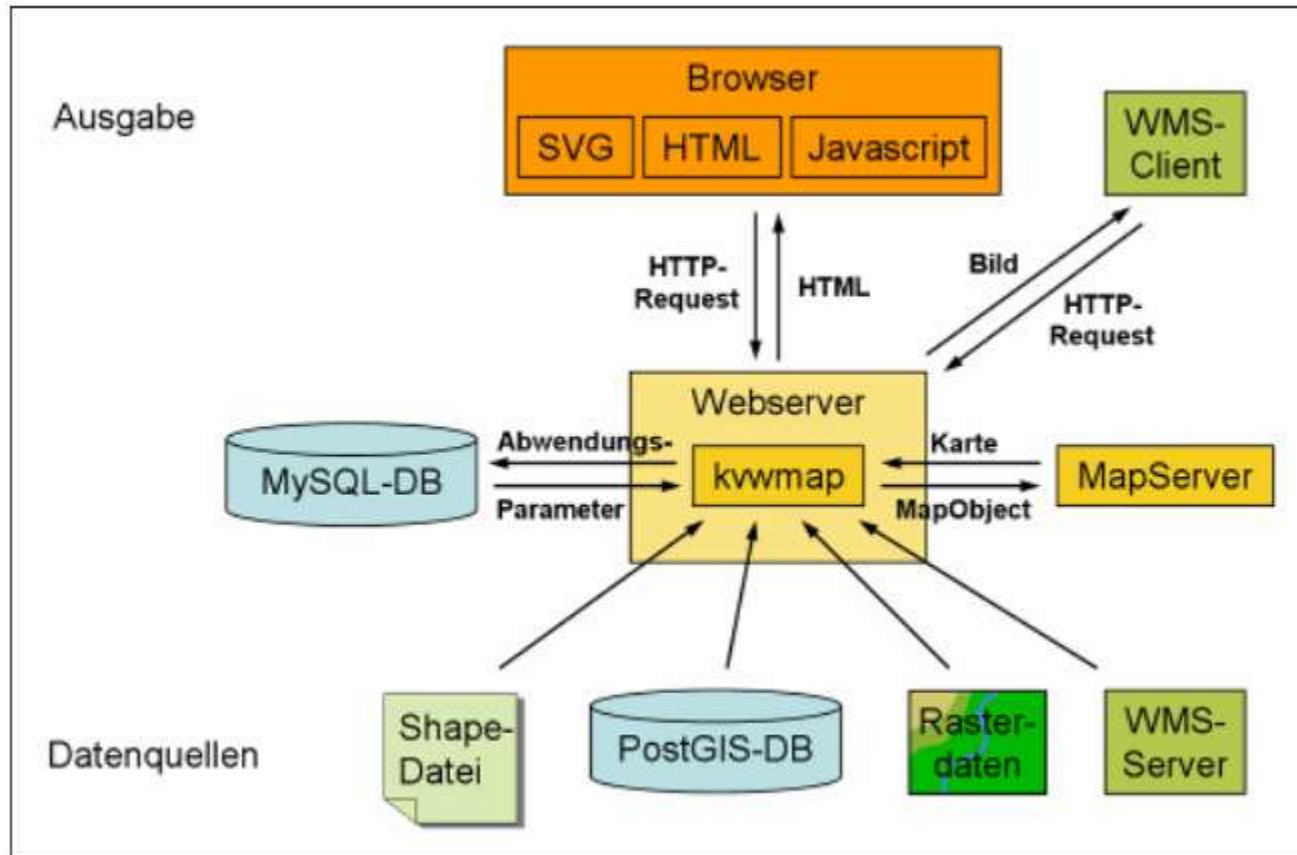 Ausgabe
Browser
SVG
HTML
Javascript
WMS-
Client
HTTP-
Request
HTML
Bild
HTTP-
Request
Webserver
MySQL-DB
Abwendungs-
Parameter
kvwmap
Karte
MapObject
MapServer
Datenquellen
Shape-
Datei
PostGIS-DB
Raster-
daten
WMS-
Server